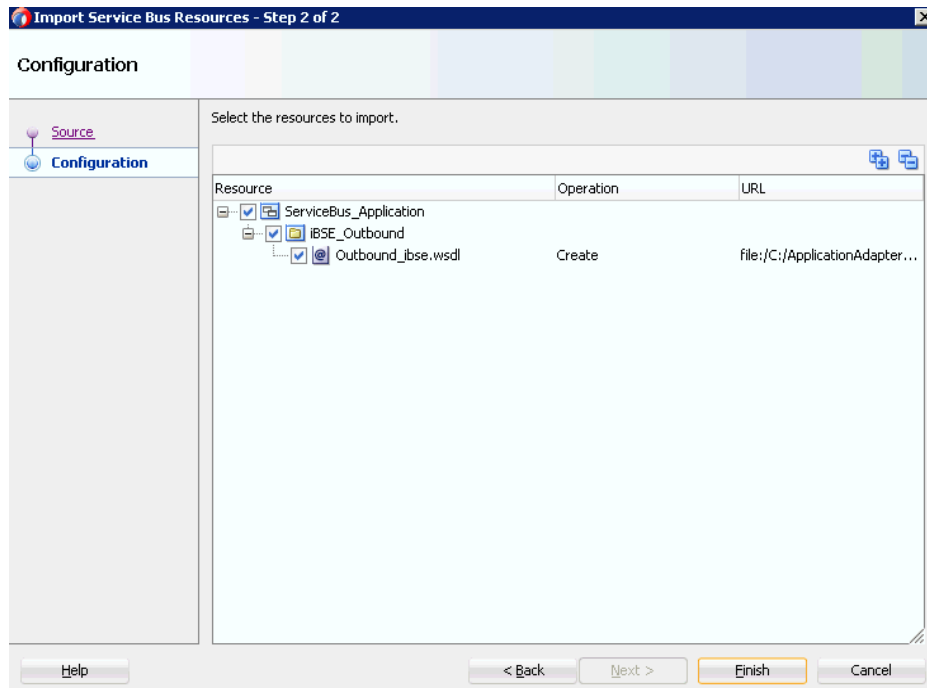 Import Service Bus Resources - Step 2 of 2
Configuration
Source
Configuration
Select the resources to import.
Resource Operation URL
ServiceBus_Application
iBSE_Outbound
Outbound_ibse.wsdl Create file:/C:/ApplicationAdapter...
Help < Back Next > Finish Cancel